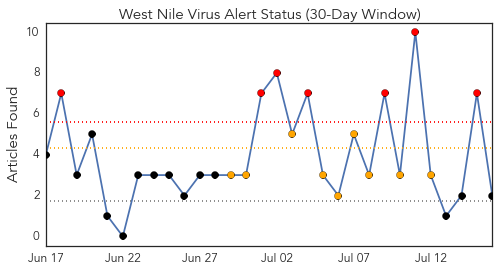 West Nile Virus Alert Status (30-Day Window)
Articles Found
10
8
6
4
2
0
Jun 17
Jun 22
Jun 27
Jul 02
Jul 07
Jul 12